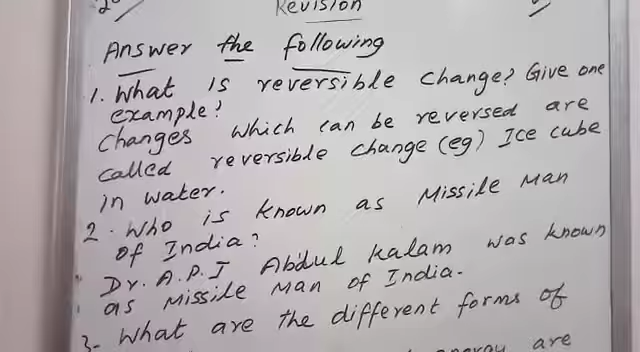 Revision
Answer the following
1. What is reversible change? Give one
example?
Changes which can be reversed are
called reversible change (eg) Ice cube
in water.
2. Who is known as Missile Man
of India?
Dr. A.P.J Abdul Kalam was known
as Missile Man of India.
3- What are the different forms of
energy are